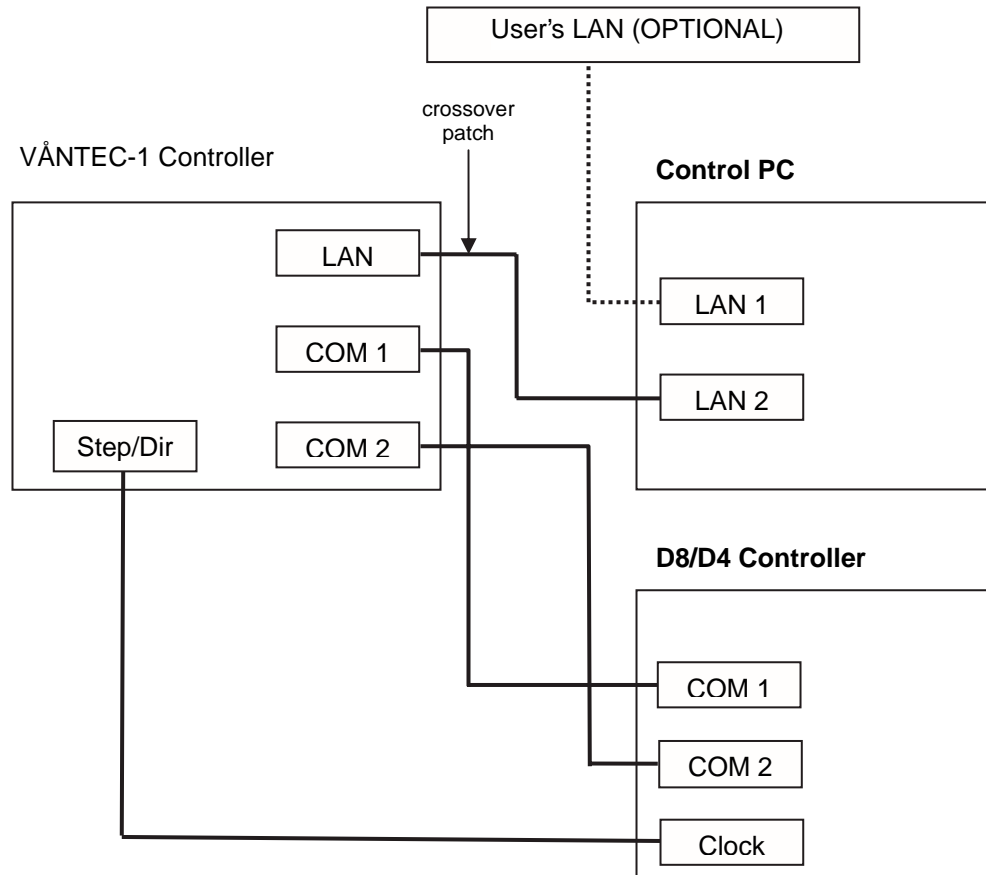 User's LAN (OPTIONAL)
crossover
patch
VÅNTEC-1 Controller
Control PC
LAN
LAN 1
COM 1
LAN 2
COM 2
Step/Dir
D8/D4 Controller
COM 1
COM 2
Clock